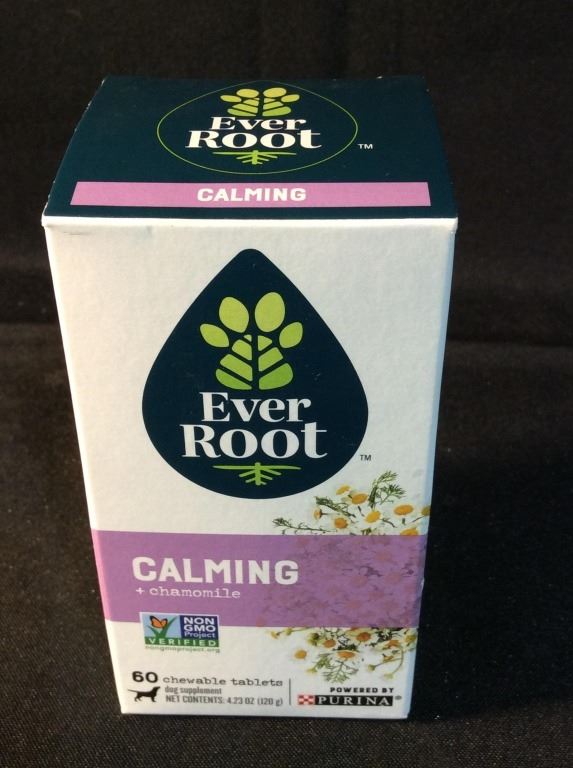 Ever
Root
™
CALMING
Ever
Root
™
CALMING
+ chamomile
NON
GMO
Project
VERIFIED
nongmoproject.org
60 chewable tablets
dog supplement
NET CONTENTS: 4.23 OZ (120 g)
POWERED BY
PURINA®